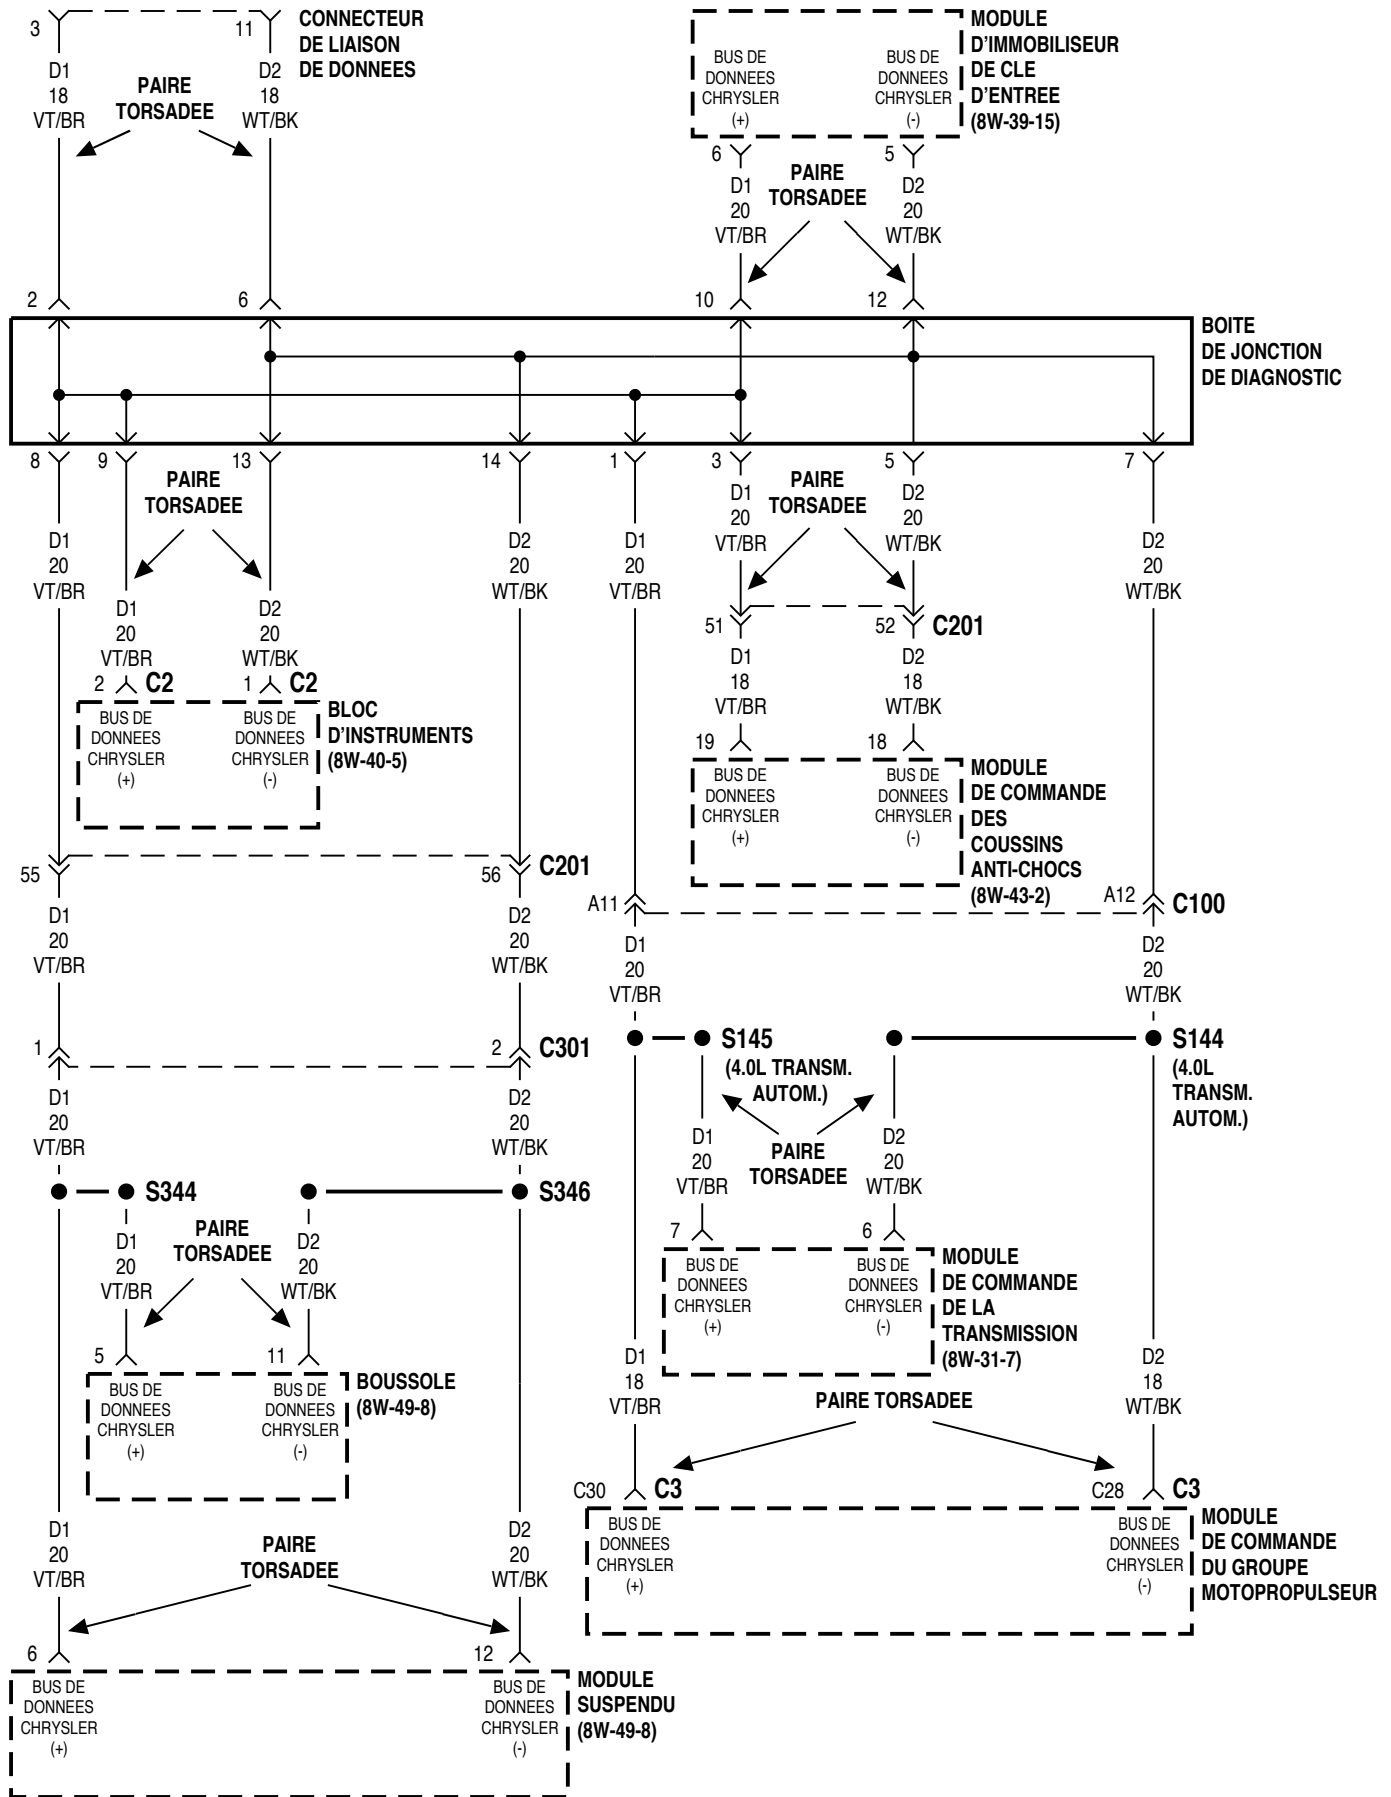 3
11
CONNECTEUR
DE LIAISON
DE DONNEES
D1
18
VT/BR
D2
18
WT/BK
PAIRE
TORSADEE
MODULE
D'IMMOBILISEUR
DE CLE
D'ENTREE
(8W-39-15)
BUS DE
DONNEES
CHRYSLER
(+)
BUS DE
DONNEES
CHRYSLER
(-)
6
5
D1
20
VT/BR
D2
20
WT/BK
PAIRE
TORSADEE
2
6
10
12
BOITE
DE JONCTION
DE DIAGNOSTIC
8
9
13
14
1
3
5
7
PAIRE
TORSADEE
PAIRE
TORSADEE
D1
20
VT/BR
D2
20
WT/BK
D1
20
VT/BR
D2
20
WT/BK
D1
20
VT/BR
D2
20
WT/BK
D1
20
VT/BR
D2
20
WT/BK
51
52
C201
D1
18
VT/BR
D2
18
WT/BK
2
C2
1
C2
BLOC
D'INSTRUMENTS
(8W-40-5)
BUS DE
DONNEES
CHRYSLER
(+)
BUS DE
DONNEES
CHRYSLER
(-)
19
18
BUS DE
DONNEES
CHRYSLER
(+)
BUS DE
DONNEES
CHRYSLER
(-)
MODULE
DE COMMANDE
DES
COUSSINS
ANTI-CHOCS
(8W-43-2)
55
56
C201
A11
A12
C100
D1
20
VT/BR
D2
20
WT/BK
D1
20
VT/BR
D2
20
WT/BK
1
2
C301
S145
(4.0L TRANSM.
AUTOM.)
S144
(4.0L
TRANSM.
AUTOM.)
D1
20
VT/BR
D2
20
WT/BK
D1
20
VT/BR
PAIRE
TORSADEE
D2
20
WT/BK
S344
S346
PAIRE
TORSADEE
D1
20
VT/BR
D2
20
WT/BK
7
6
BUS DE
DONNEES
CHRYSLER
(+)
BUS DE
DONNEES
CHRYSLER
(-)
MODULE
DE COMMANDE
DE LA
TRANSMISSION
(8W-31-7)
5
11
BOUSSOLE
(8W-49-8)
BUS DE
DONNEES
CHRYSLER
(+)
BUS DE
DONNEES
CHRYSLER
(-)
D1
18
VT/BR
D2
18
WT/BK
PAIRE TORSADEE
C30
C3
C28
C3
BUS DE
DONNEES
CHRYSLER
(+)
BUS DE
DONNEES
CHRYSLER
(-)
MODULE
DE COMMANDE
DU GROUPE
MOTOPROPULSEUR
D1
20
VT/BR
D2
20
WT/BK
PAIRE
TORSADEE
6
12
BUS DE
DONNEES
CHRYSLER
(+)
BUS DE
DONNEES
CHRYSLER
(-)
MODULE
SUSPENDU
(8W-49-8)